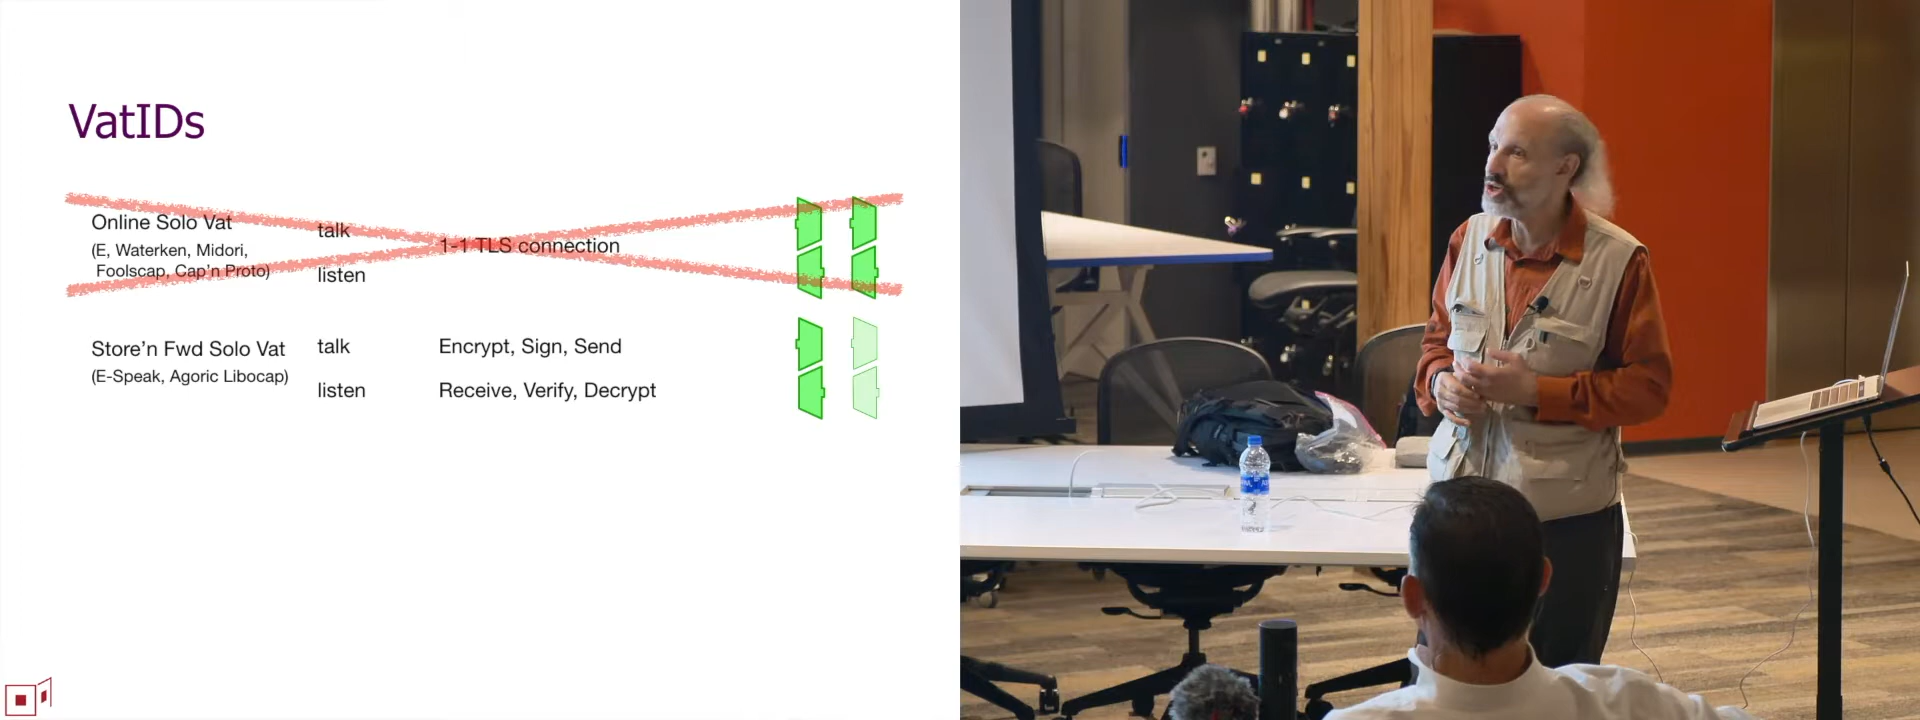 VatIDs
Online Solo Vat
(E, Waterken, Midori,
Foolscap, Cap'n Proto)
talk
listen
1-1 TLS connection
Store'n Fwd Solo Vat
(E-Speak, Agoric Libocap)
talk
Encrypt, Sign, Send
listen
Receive, Verify, Decrypt